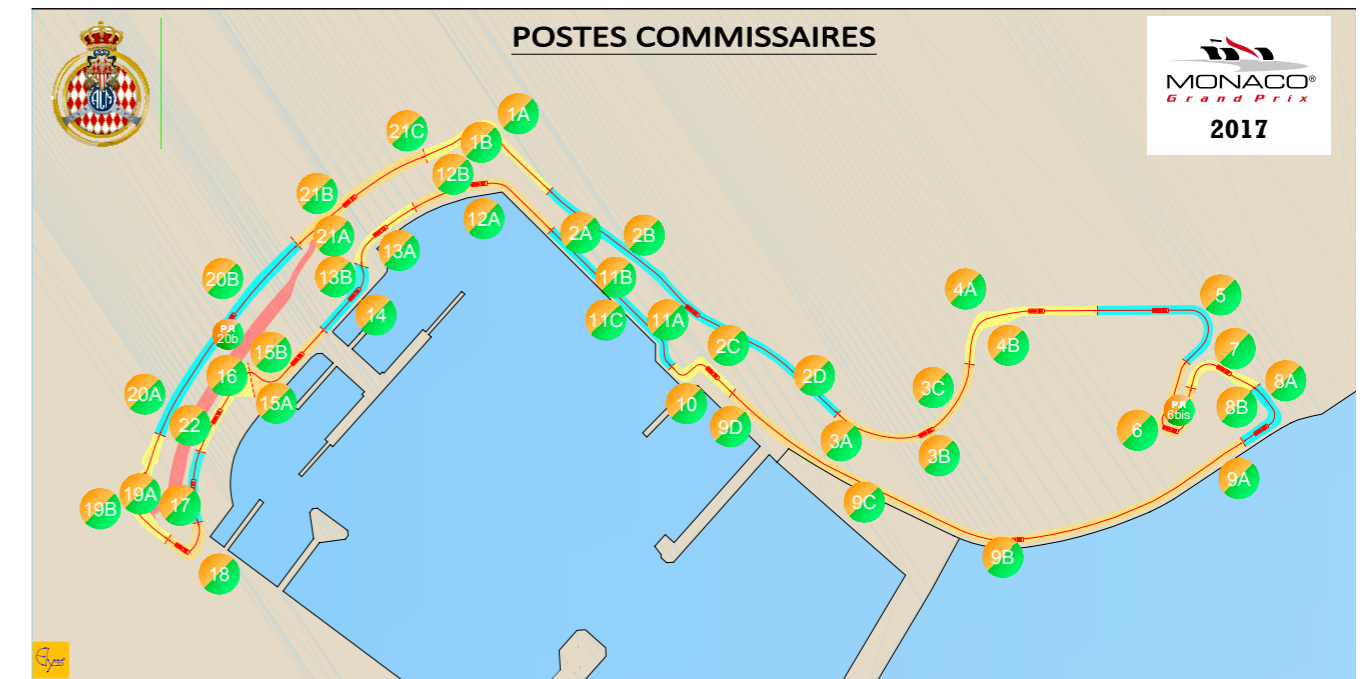 POSTES COMMISSAIRES
ACM
MONACO®
Grand Prix
2017
1A
21C
1B
12B
21B
12A
2A
2B
21A
13A
13B
20B
11B
4A
5
14
11C
11A
P.R
20b
15B
2C
4B
7
16
2D
3C
8A
20A
15A
10
P.R
6bis
8B
22
9D
3A
6
3B
9A
19A
17
19B
9C
9B
18